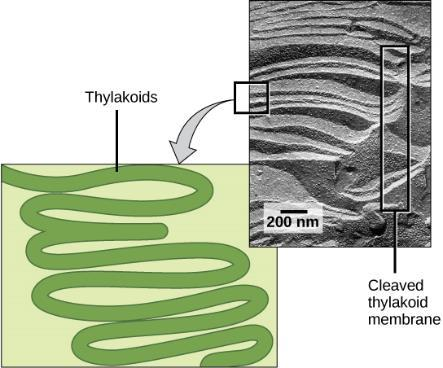 Thylakoids
200 nm
Cleaved
thylakoid
membrane